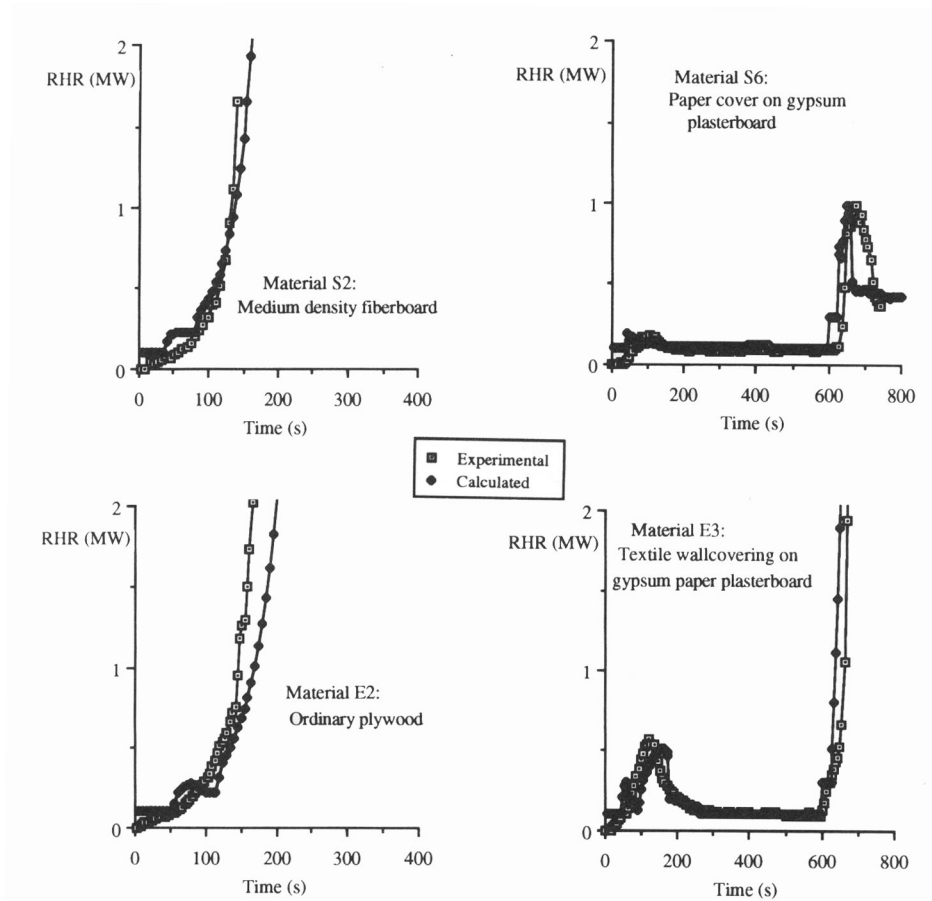 2
RHR (MW)
1
0
Material S2:
Medium density fiberboard
0 100 200 300 400
Time (s)
2
RHR (MW)
1
0
Material S6:
Paper cover on gypsum
plasterboard
0 200 400 600 800
Time (s)
Experimental
Calculated
2
RHR (MW)
1
0
Material E2:
Ordinary plywood
0 100 200 300 400
Time (s)
2
RHR (MW)
1
0
Material E3:
Textile wallcovering on
gypsum paper plasterboard
0 200 400 600 800
Time (s)